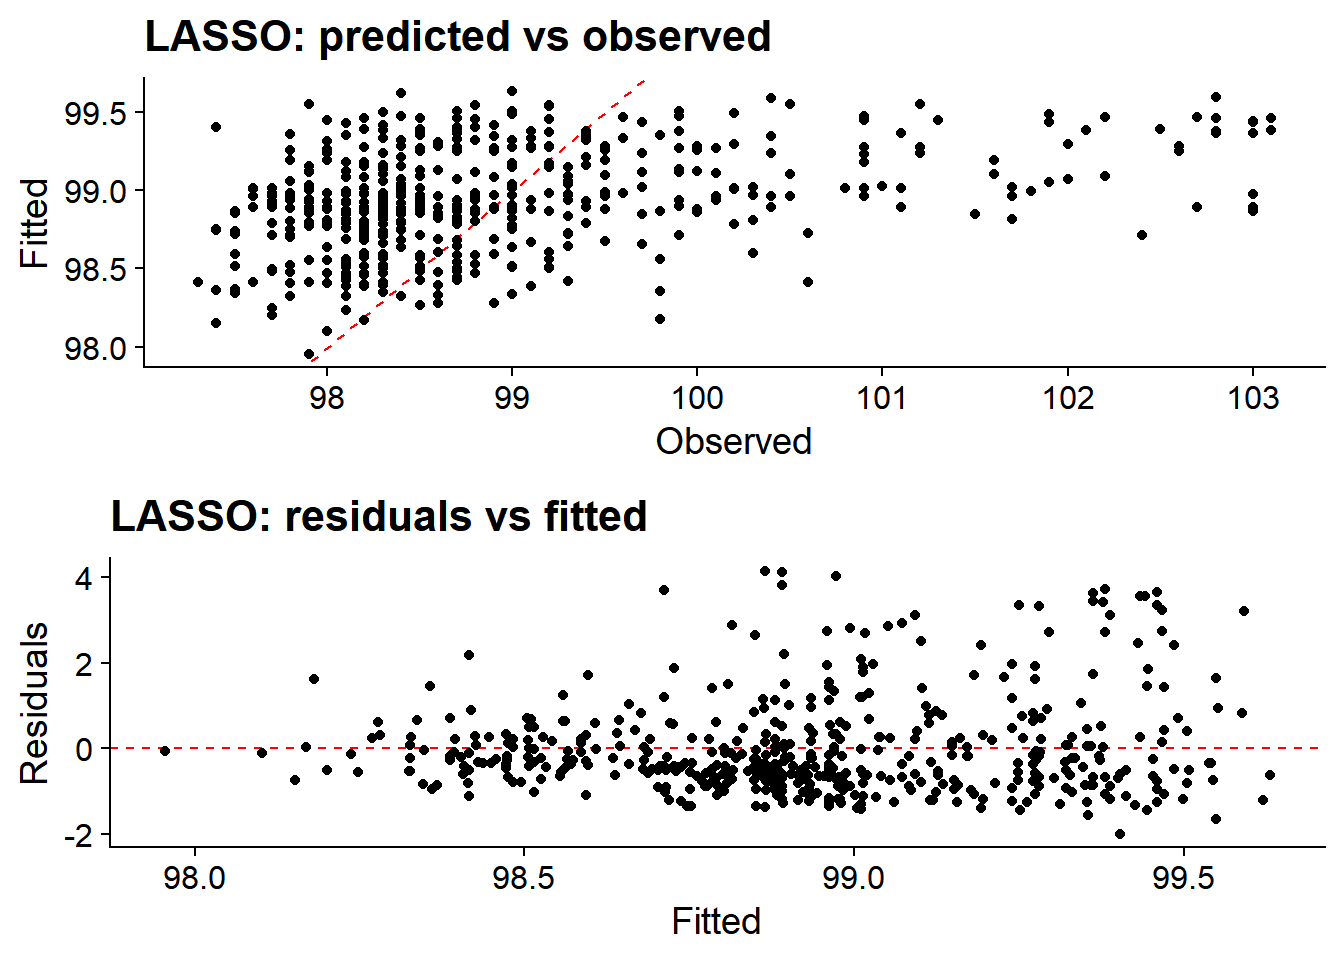 LASSO: predicted vs observed
Fitted
99.5
99.0
98.5
98.0
98 99 100 101 102 103
Observed
LASSO: residuals vs fitted
Residuals
4
2
0
-2
98.0 98.5 99.0 99.5
Fitted